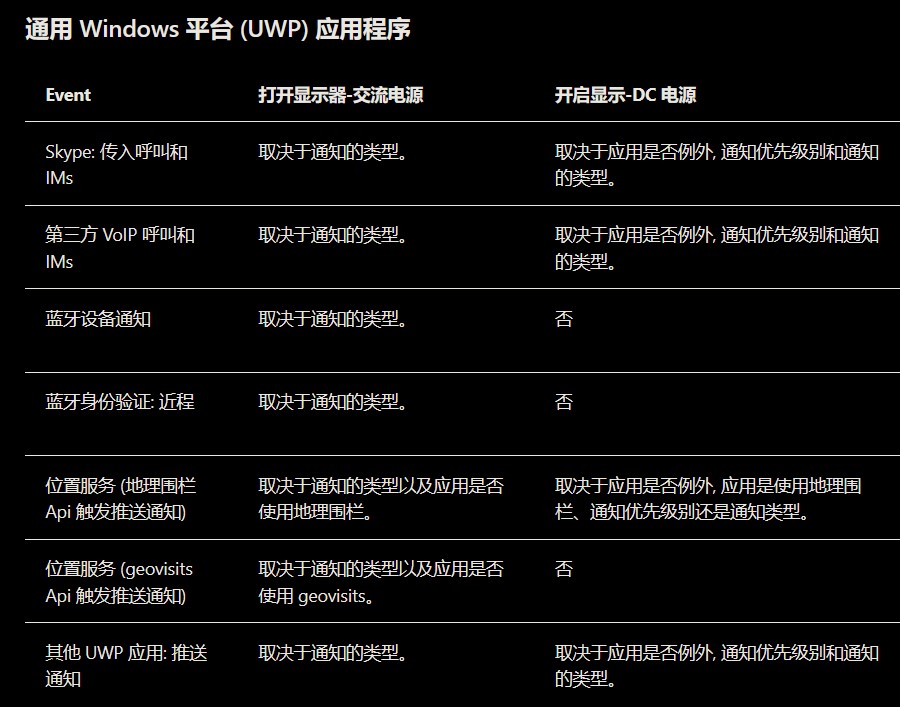 通用 Windows 平台 (UWP) 应用程序
Event 打开显示器-交流电源 开启显示-DC 电源
Skype: 传入呼叫和 取决于通知的类型。 取决于应用是否例外, 通知优先级别和通知
IMs 的类型。
第三方 VoIP 呼叫和 取决于通知的类型。 取决于应用是否例外, 通知优先级别和通知
IMs 的类型。
蓝牙设备通知 取决于通知的类型。 否
蓝牙身份验证: 近程 取决于通知的类型。 否
位置服务 (地理围栏 取决于通知的类型以及应用是否 取决于应用是否例外, 应用是使用地理围
Api 触发推送通知) 使用地理围栏。 栏、通知优先级别还是通知类型。
位置服务 (geovisits 取决于通知的类型以及应用是否 否
Api 触发推送通知) 使用 geovisits。
其他 UWP 应用: 推送 取决于通知的类型。 取决于应用是否例外, 通知优先级别和通知
通知 的类型。